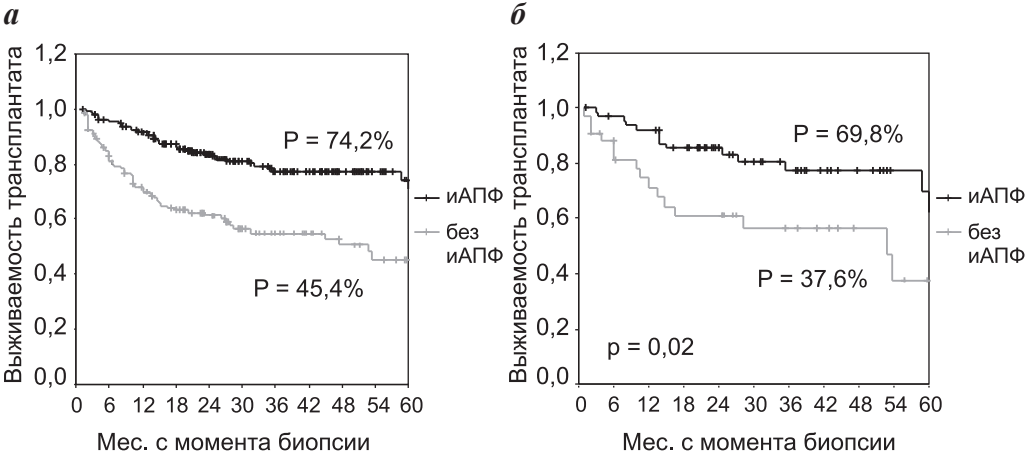 а
Выживаемость трансплантата
1,2
1,0
0,8
0,6
0,4
0,2
0,0
P = 74,2%
P = 45,4%
0 6 12 18 24 30 36 42 48 54 60
Мес. с момента биопсии
иАПФ
без
иАПФ
б
Выживаемость трансплантата
1,2
1,0
0,8
0,6
0,4
0,2
0,0
P = 69,8%
P = 37,6%
p = 0,02
0 6 12 18 24 30 36 42 48 54 60
Мес. с момента биопсии
иАПФ
без
иАПФ